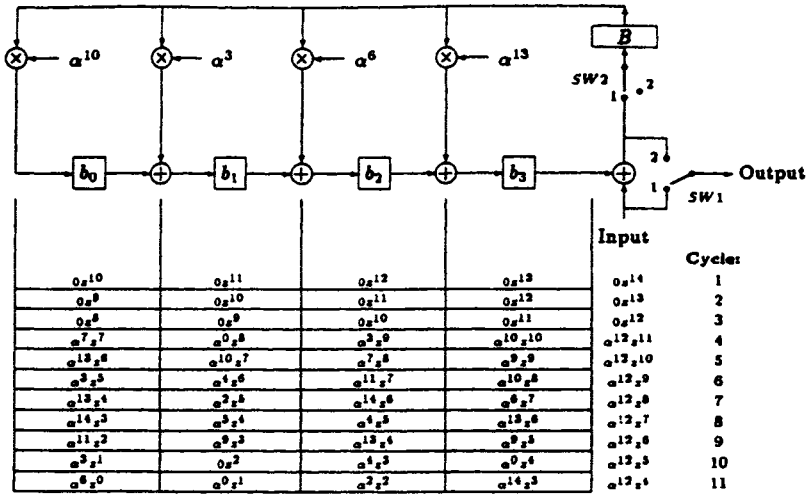 B
α¹⁰ α³ α⁶ α¹³
SW2
1 2
b₀ b₁ b₂ b₃
2
1
Output
SW1
Input
Cycle:
0z¹⁰ 0z¹¹ 0z¹² 0z¹³ 0z¹⁴ 1
0z⁹ 0z¹⁰ 0z¹¹ 0z¹² 0z¹³ 2
0z⁸ 0z⁹ 0z¹⁰ 0z¹¹ 0z¹² 3
α⁷z⁷ α⁰z⁸ α³z⁹ α¹⁰z¹⁰ α¹²z¹¹ 4
α¹³z⁶ α¹⁰z⁷ α⁷z⁸ α⁹z⁹ α¹²z¹⁰ 5
α³z⁵ α⁴z⁶ α¹¹z⁷ α¹⁰z⁸ α¹²z⁹ 6
α¹³z⁴ α²z⁵ α¹⁴z⁶ α⁶z⁷ α¹²z⁸ 7
α¹⁴z³ α⁵z⁴ α⁴z⁵ α¹³z⁶ α¹²z⁷ 8
α¹¹z² α⁹z³ α¹³z⁴ α⁹z⁵ α¹²z⁶ 9
α³z¹ 0z² α⁴z³ α⁰z⁴ α¹²z⁵ 10
α⁶z⁰ α⁰z¹ α²z² α¹⁴z³ α¹²z⁴ 11